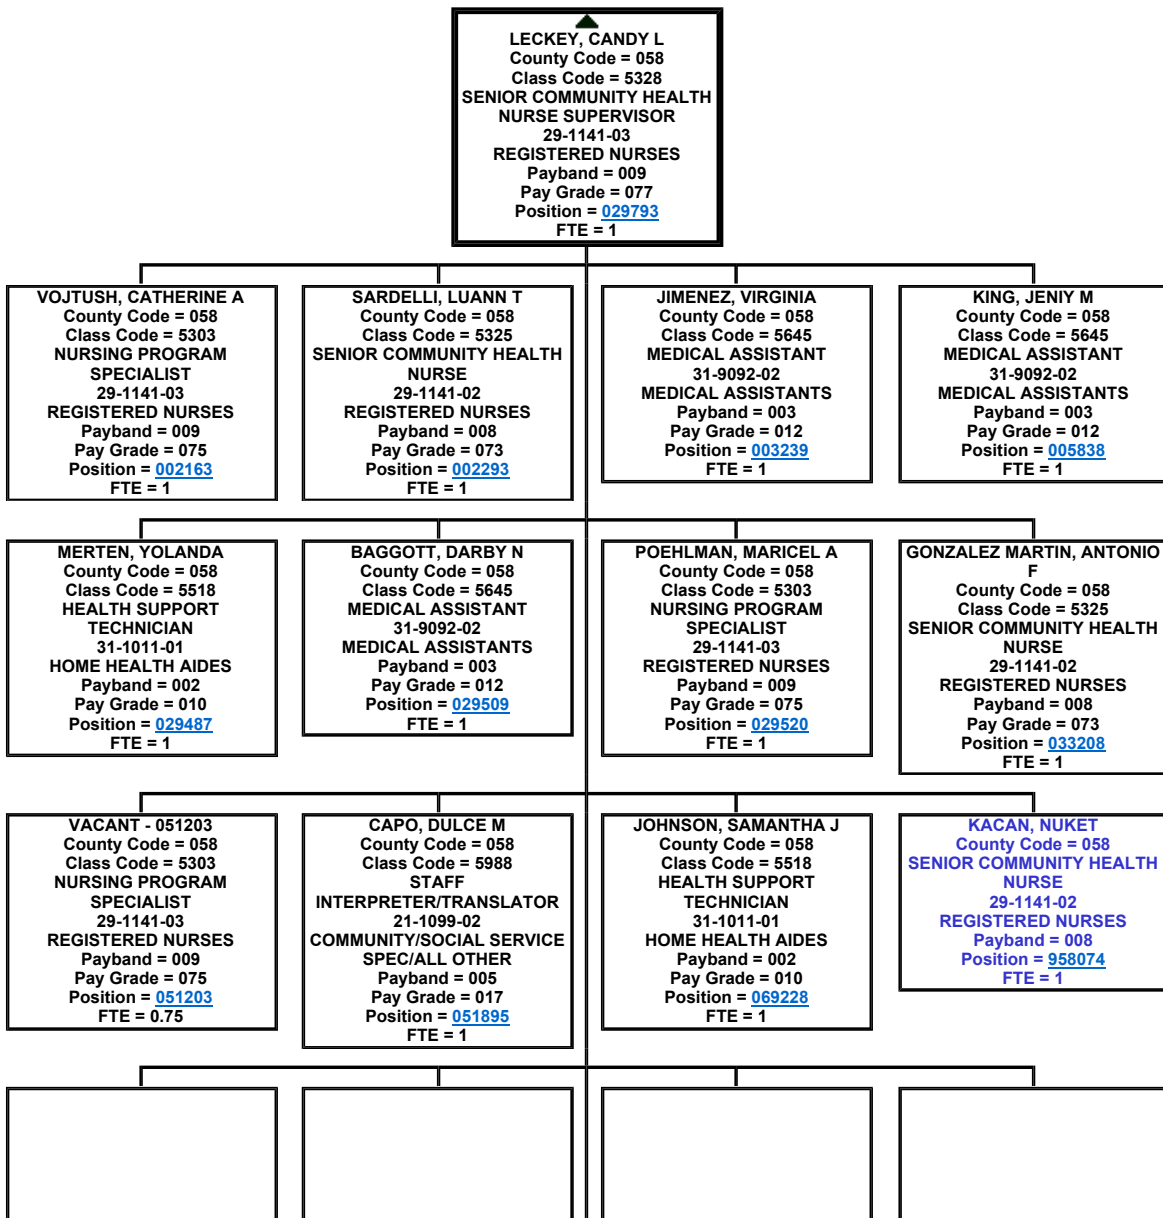 LECKEY, CANDY L
County Code = 058
Class Code = 5328
SENIOR COMMUNITY HEALTH
NURSE SUPERVISOR
29-1141-03
REGISTERED NURSES
Payband = 009
Pay Grade = 077
Position = 029793
FTE = 1
VOJTUSH, CATHERINE A
County Code = 058
Class Code = 5303
NURSING PROGRAM
SPECIALIST
29-1141-03
REGISTERED NURSES
Payband = 009
Pay Grade = 075
Position = 002163
FTE = 1
SARDELLI, LUANN T
County Code = 058
Class Code = 5325
SENIOR COMMUNITY HEALTH
NURSE
29-1141-02
REGISTERED NURSES
Payband = 008
Pay Grade = 073
Position = 002293
FTE = 1
JIMENEZ, VIRGINIA
County Code = 058
Class Code = 5645
MEDICAL ASSISTANT
31-9092-02
MEDICAL ASSISTANTS
Payband = 003
Pay Grade = 012
Position = 003239
FTE = 1
KING, JENIY M
County Code = 058
Class Code = 5645
MEDICAL ASSISTANT
31-9092-02
MEDICAL ASSISTANTS
Payband = 003
Pay Grade = 012
Position = 005838
FTE = 1
MERTEN, YOLANDA
County Code = 058
Class Code = 5518
HEALTH SUPPORT
TECHNICIAN
31-1011-01
HOME HEALTH AIDES
Payband = 002
Pay Grade = 010
Position = 029487
FTE = 1
BAGGOTT, DARBY N
County Code = 058
Class Code = 5645
MEDICAL ASSISTANT
31-9092-02
MEDICAL ASSISTANTS
Payband = 003
Pay Grade = 012
Position = 029509
FTE = 1
POEHLMAN, MARICEL A
County Code = 058
Class Code = 5303
NURSING PROGRAM
SPECIALIST
29-1141-03
REGISTERED NURSES
Payband = 009
Pay Grade = 075
Position = 029520
FTE = 1
GONZALEZ MARTIN, ANTONIO
F
County Code = 058
Class Code = 5325
SENIOR COMMUNITY HEALTH
NURSE
29-1141-02
REGISTERED NURSES
Payband = 008
Pay Grade = 073
Position = 033208
FTE = 1
VACANT - 051203
County Code = 058
Class Code = 5303
NURSING PROGRAM
SPECIALIST
29-1141-03
REGISTERED NURSES
Payband = 009
Pay Grade = 075
Position = 051203
FTE = 0.75
CAPO, DULCE M
County Code = 058
Class Code = 5988
STAFF
INTERPRETER/TRANSLATOR
21-1099-02
COMMUNITY/SOCIAL SERVICE
SPEC/ALL OTHER
Payband = 005
Pay Grade = 017
Position = 051895
FTE = 1
JOHNSON, SAMANTHA J
County Code = 058
Class Code = 5518
HEALTH SUPPORT
TECHNICIAN
31-1011-01
HOME HEALTH AIDES
Payband = 002
Pay Grade = 010
Position = 069228
FTE = 1
KACAN, NUKET
County Code = 058
SENIOR COMMUNITY HEALTH
NURSE
29-1141-02
REGISTERED NURSES
Payband = 008
Position = 958074
FTE = 1